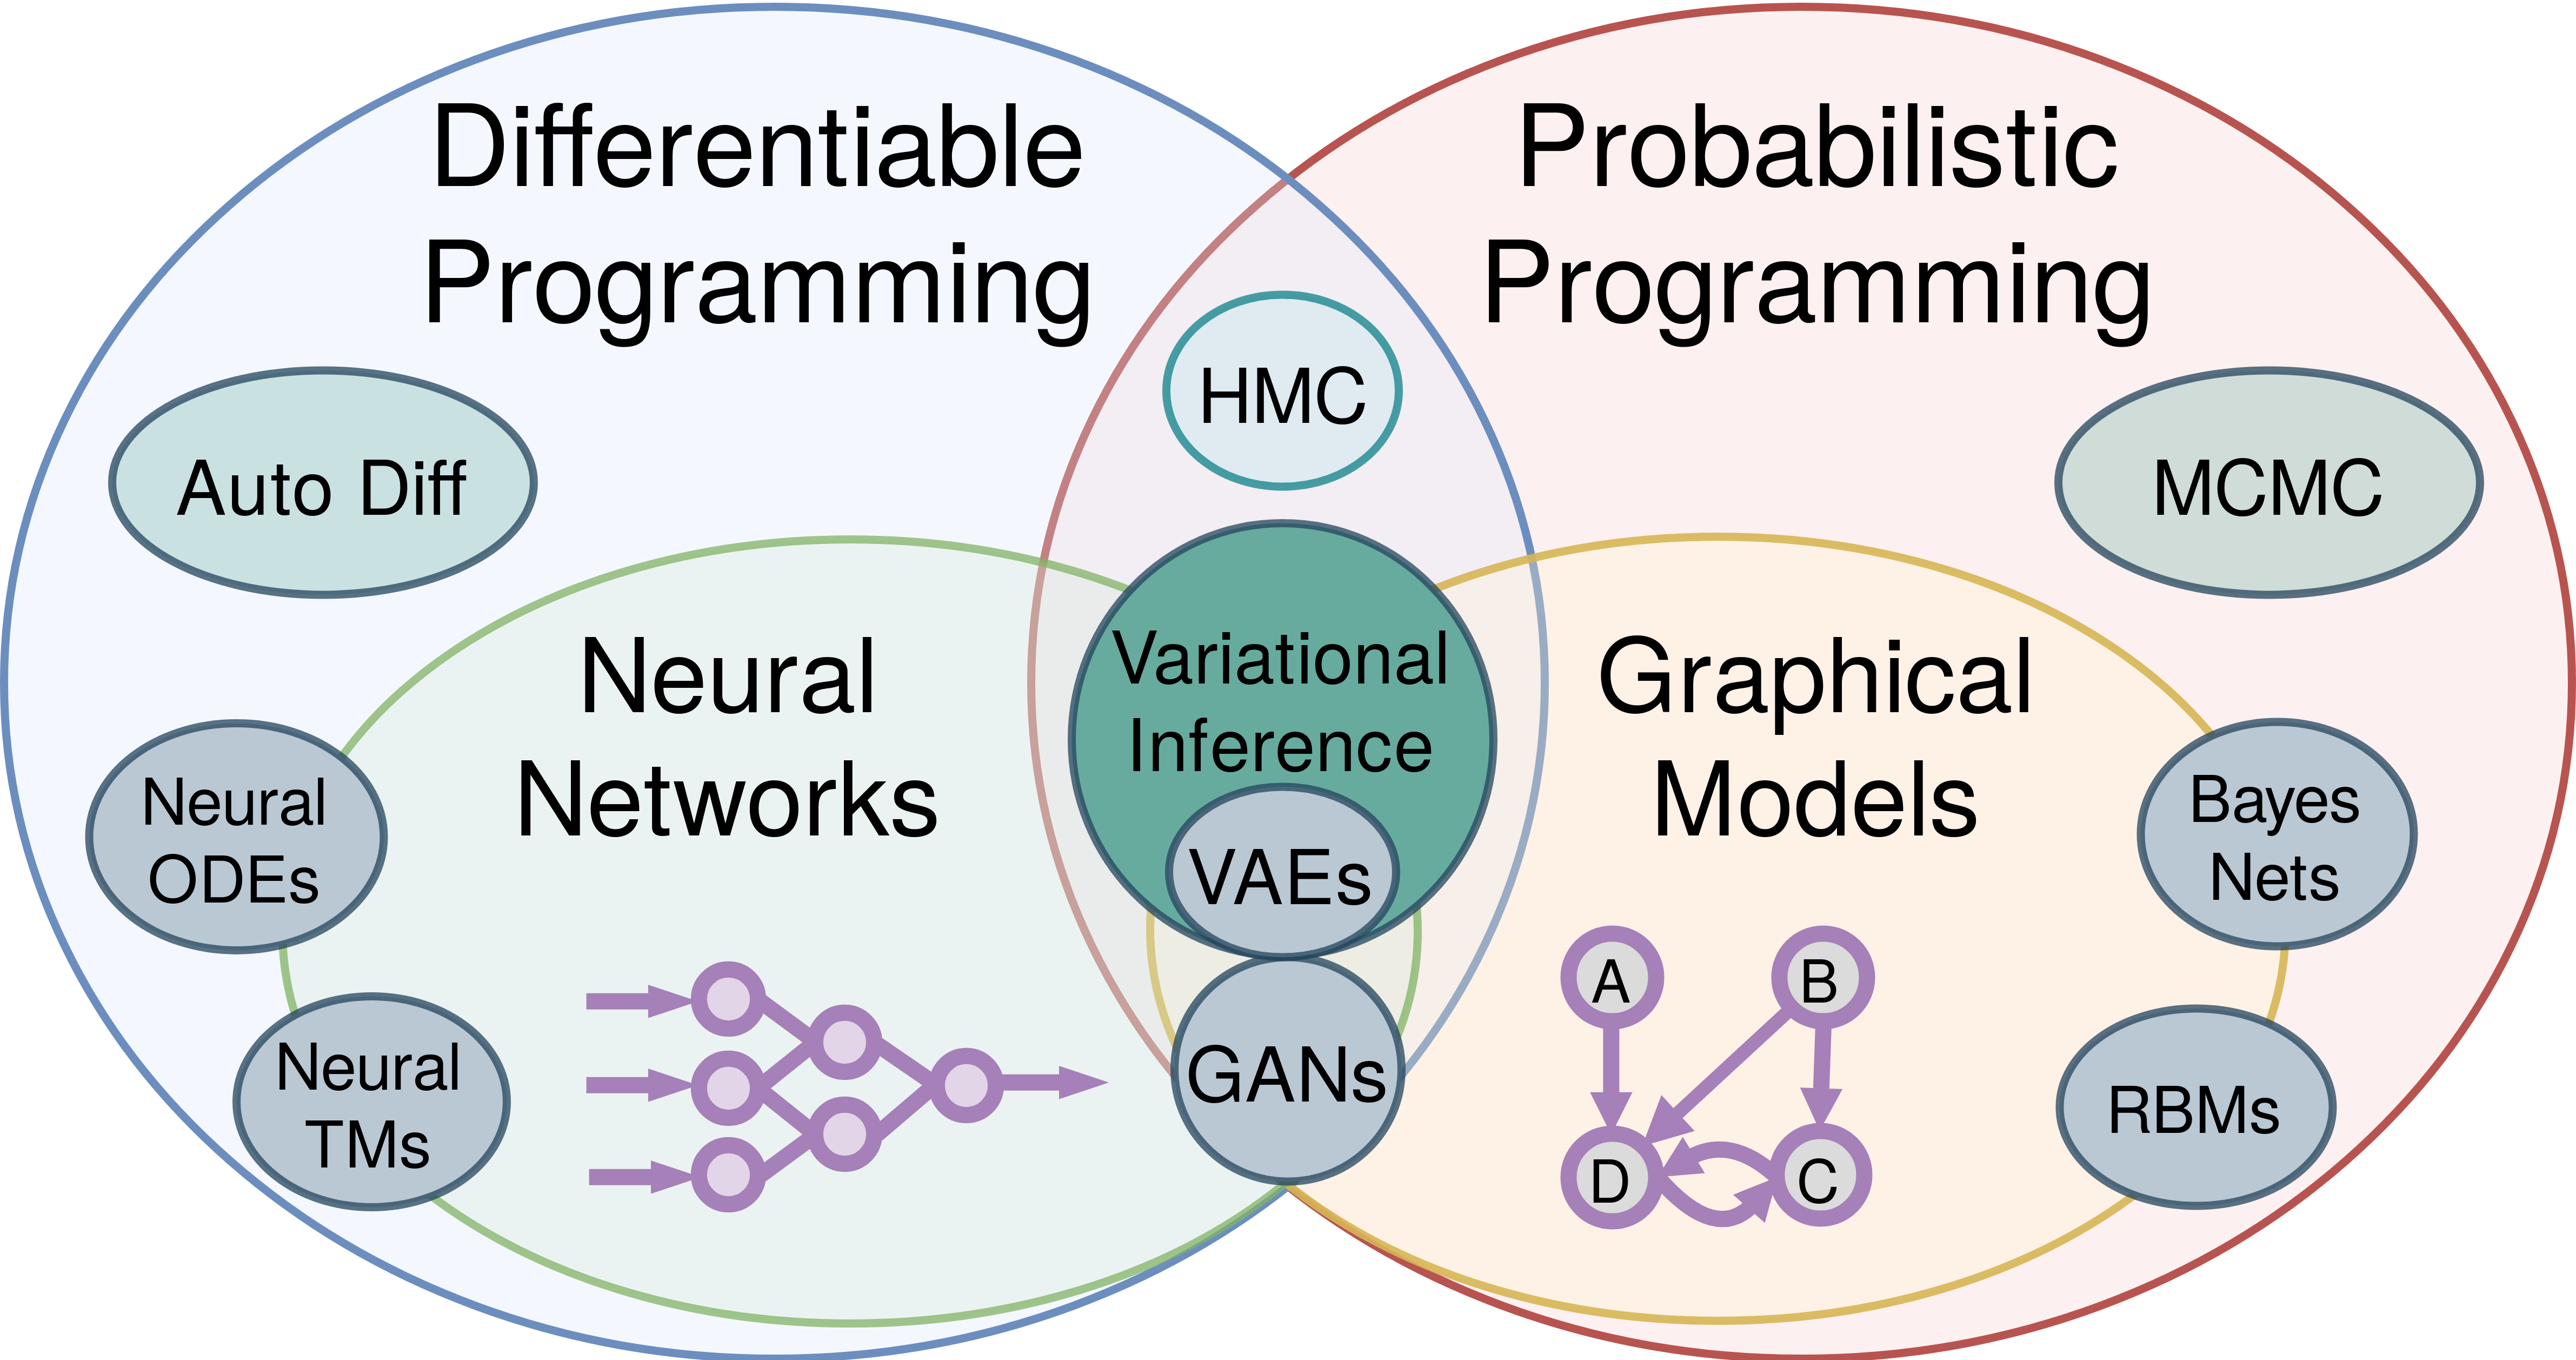 Differentiable
Programming
Probabilistic
Programming
HMC
Auto Diff
MCMC
Neural
Networks
Variational
Inference
Graphical
Models
Neural
ODEs
VAEs
Bayes
Nets
A
B
Neural
TMs
GANs
RBMs
D
C